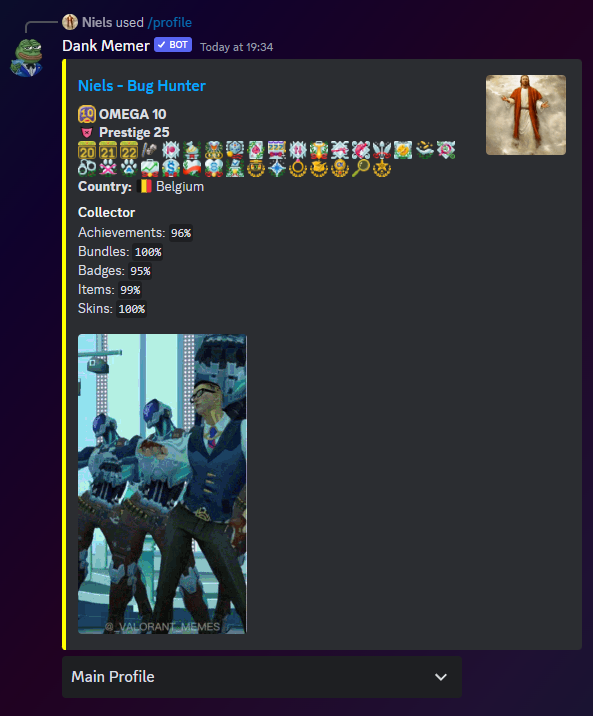 Niels used /profile
Dank Memer ✓ BOT Today at 19:34
Niels - Bug Hunter
10 OMEGA 10
Prestige 25
20 21 22
Country: Belgium
Collector
Achievements: 96%
Bundles: 100%
Badges: 95%
Items: 99%
Skins: 100%
@_VALORANT_MEMES
Main Profile